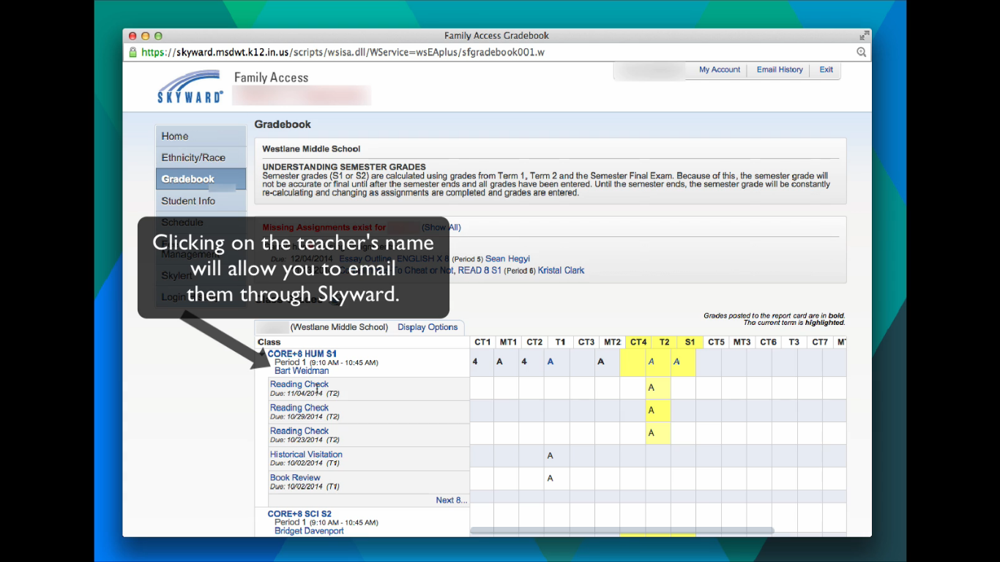 Family Access Gradebook
https://skyward.msdwt.k12.in.us/scripts/wsisa.dll/WService=wsEAplus/sfgradebook001.w
SKYWARD®
Family Access
My Account Email History Exit
Home
Ethnicity/Race
Gradebook
Student Info
Schedule
Management
Skylert
Login
Gradebook
Westlane Middle School
UNDERSTANDING SEMESTER GRADES
Semester grades (S1 or S2) are calculated using grades from Term 1, Term 2 and the Semester Final Exam. Because of this, the semester grade will
not be accurate or final until after the semester ends and all grades have been entered. Until the semester ends, the semester grade will be constantly
re-calculating and changing as assignments are completed and grades are entered.
Missing Assignments exist for (Show All)
Due: 12/04/2014 Essay Outline, ENGLISH X 8 (Period 5) Sean Hegyi
To Cheat or Not, READ 8 S1 (Period 6) Kristal Clark
Clicking on the teacher's name
will allow you to email
them through Skyward.
Grades posted to the report card are in bold.
The current term is highlighted.
(Westlane Middle School) Display Options
Class CT1 MT1 CT2 T1 CT3 MT2 CT4 T2 S1 CT5 MT3 CT6 T3 CT7
CORE+8 HUM S1
Period 1 (9:10 AM - 10:45 AM) 4 A 4 A A A A
Bart Weidman
Reading Check A
Due: 11/04/2014 (T2)
Reading Check A
Due: 10/29/2014 (T2)
Reading Check A
Due: 10/23/2014 (T2)
Historical Visitation A
Due: 10/02/2014 (T1)
Book Review A
Due: 10/02/2014 (T1)
Next 8...
CORE+8 SCI S2
Period 1 (9:10 AM - 10:45 AM)
Bridget Davenport